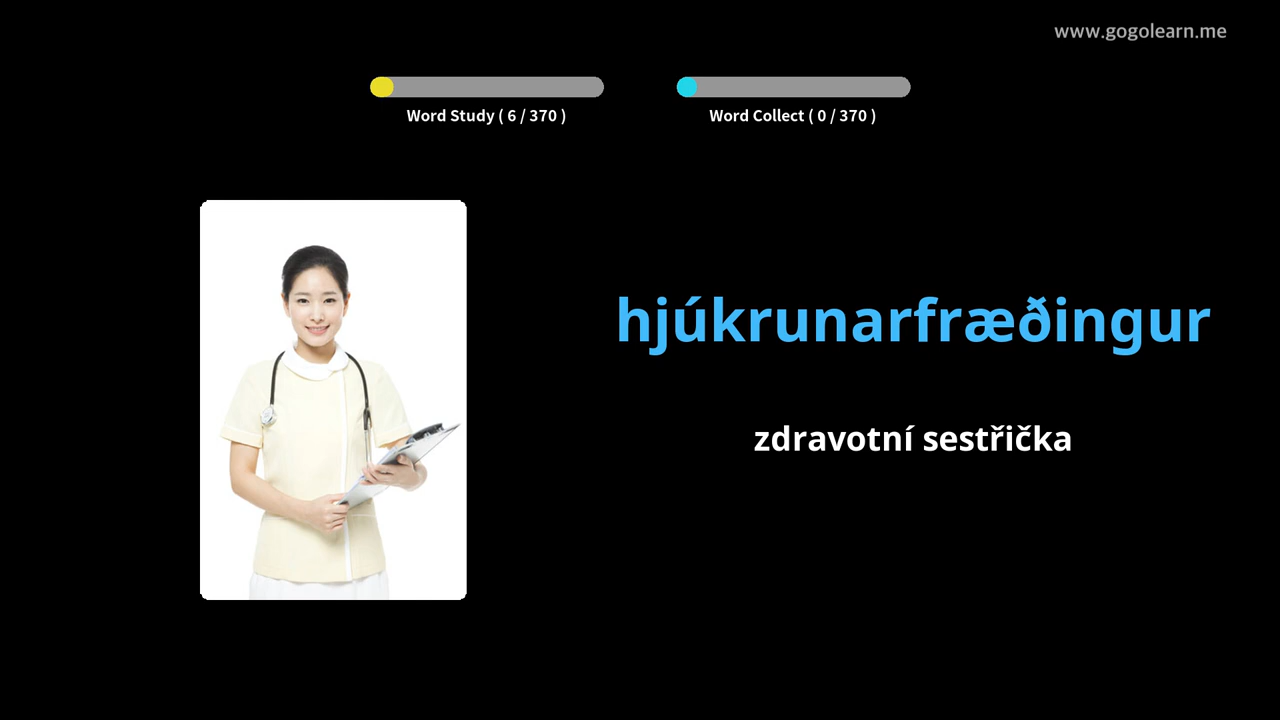 www.gogolearn.me
Word Study ( 6 / 370 )
Word Collect ( 0 / 370 )
hjúkrunarfræðingur
zdravotní sestřička